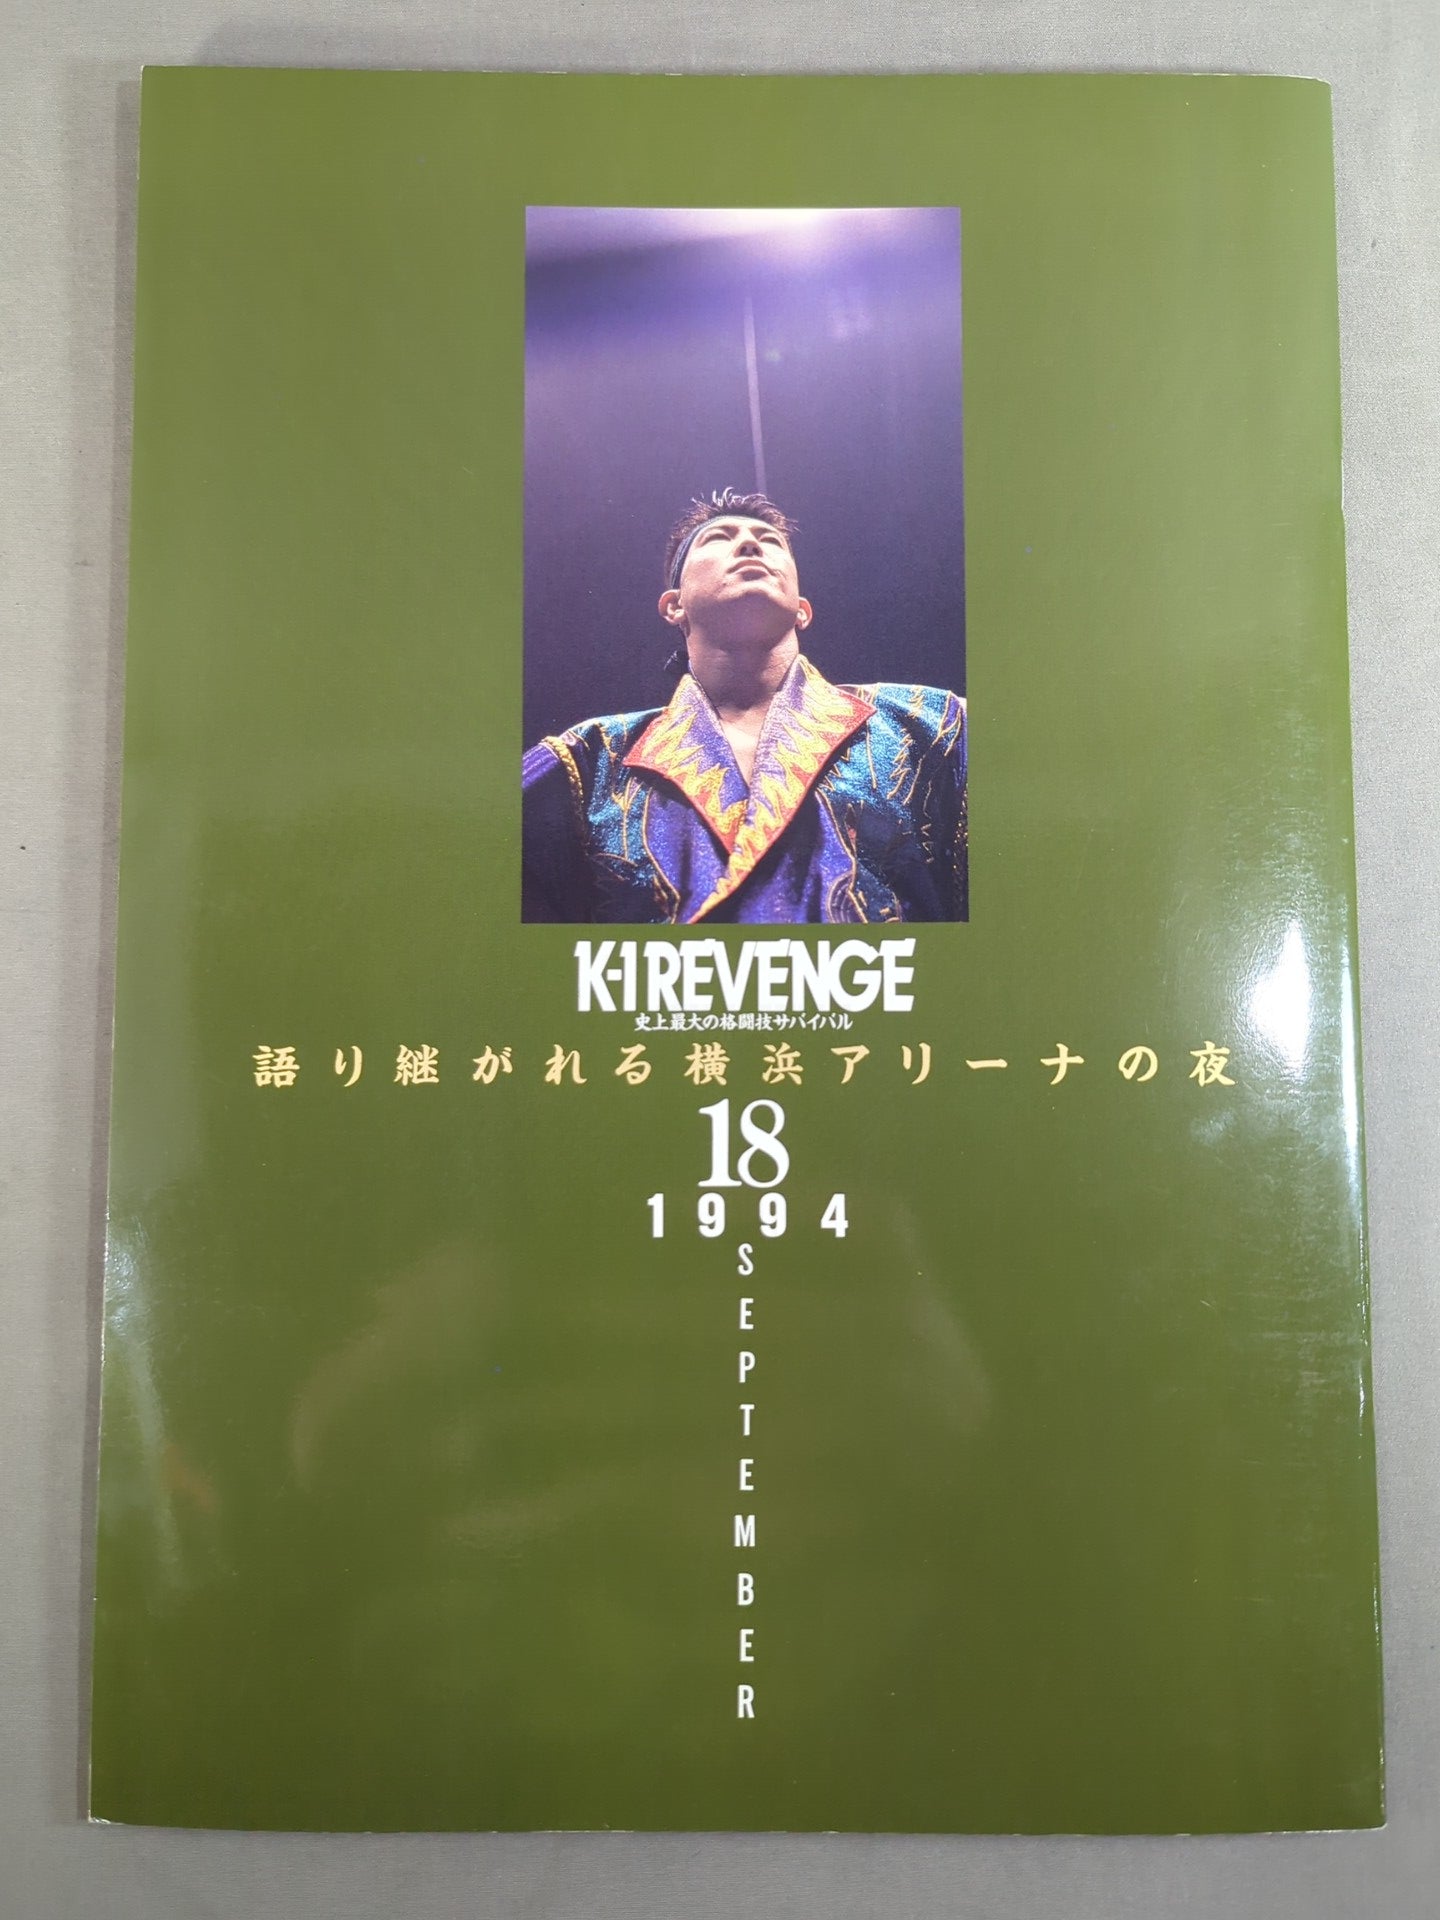 K-1 REVENGE
史上最大の格闘技サバイバル
語り継がれる横浜アリーナの夜
18
1994
SEPTEMBER